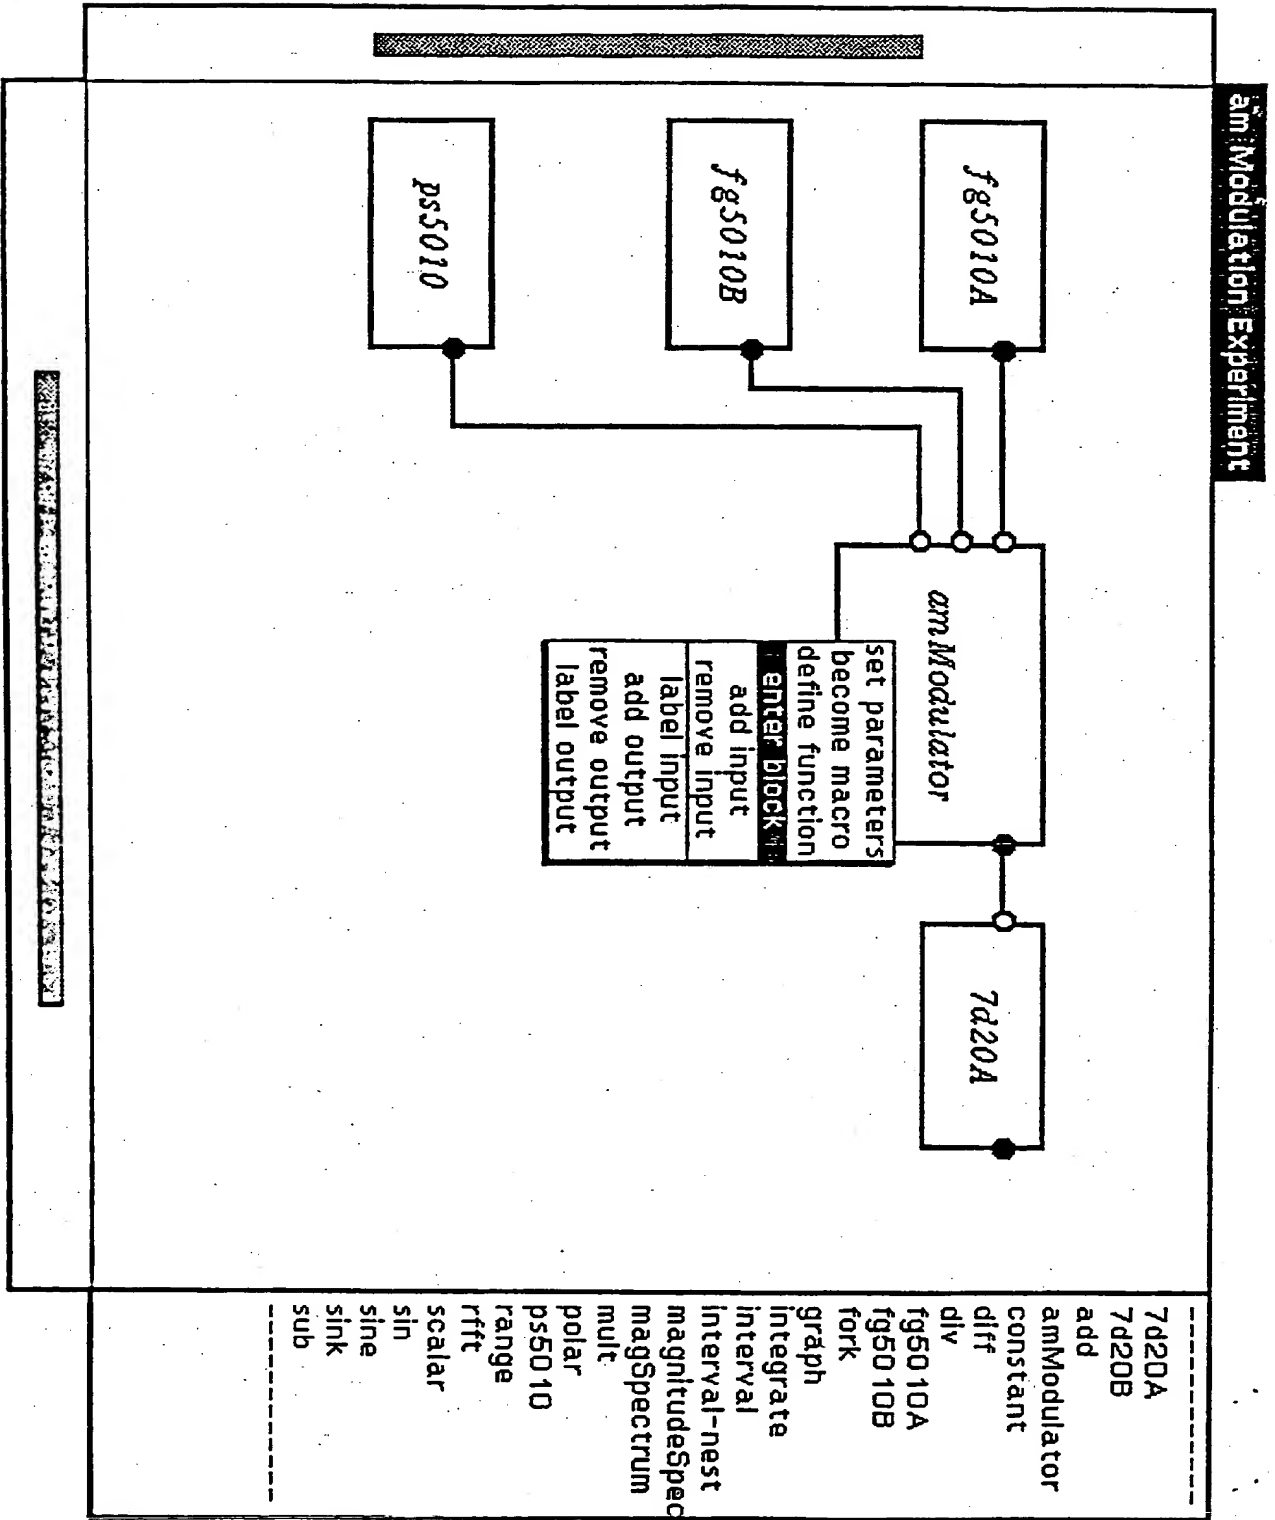 am Modulation Experiment
fg5010A
fg5010B
ps5010
amModulator
7d20A
set parameters
become macro
define function
enter block
add input
remove input
label input
add output
remove output
label output
----------
7d20A
7d20B
add
amModulator
constant
diff
div
fg5010A
fg5010B
fork
graph
integrate
interval
interval-nest
magnitudeSpec
magSpectrum
mult
polar
ps5010
range
rfft
scalar
sin
sine
sink
sub
----------